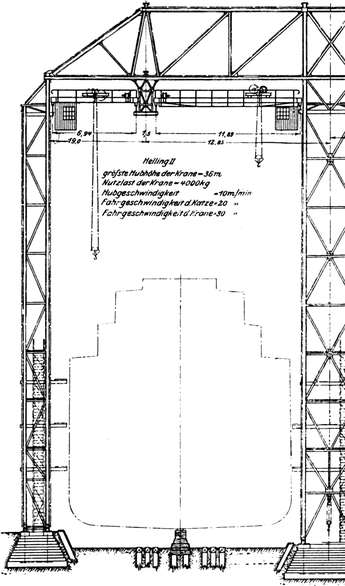 6,94 7,5 11,83
19,0 12,85
Helling II
größte Hubhöhe der Krane = 36m
Nutzlast der Krane = 4000kg
Hubgeschwindigkeit = 10m/min
Fahrgeschwindigkeit d. Katze = 20 "
Fahrgeschwindigkeit d. Krane = 30 "